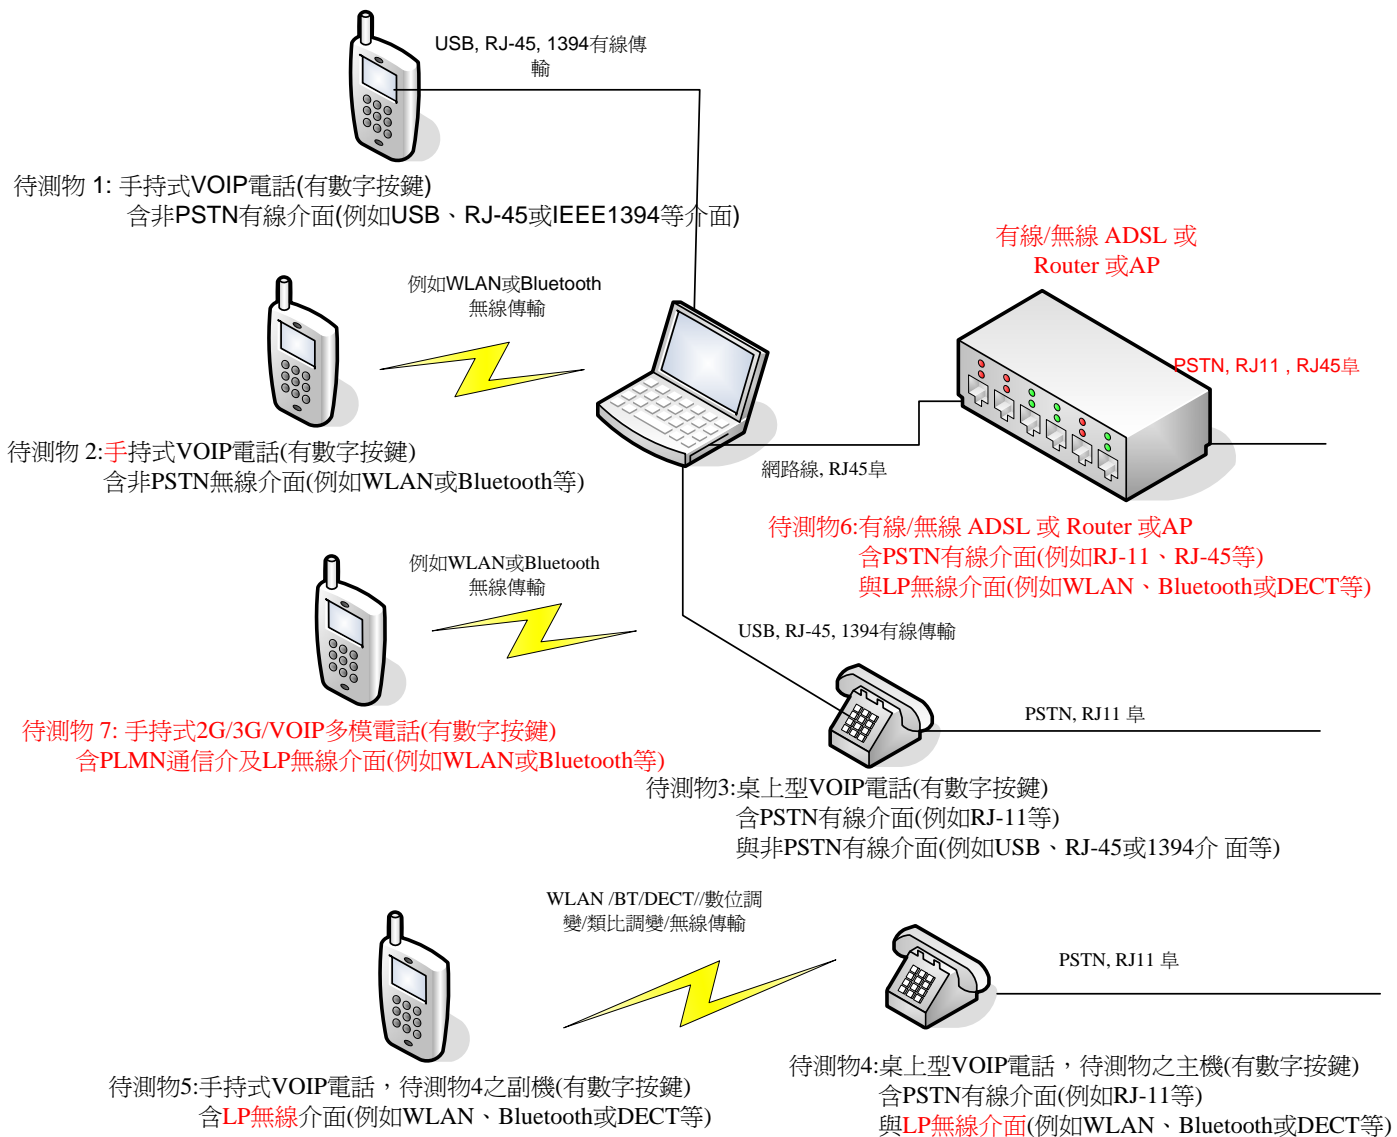 USB, RJ-45, 1394有線傳
輸
待測物 1: 手持式VOIP電話(有數字按鍵)
含非PSTN有線介面(例如USB、RJ-45或IEEE1394等介面)
有線/無線 ADSL 或
Router 或AP
例如WLAN或Bluetooth
無線傳輸
PSTN, RJ11 , RJ45阜
待測物 2:手持式VOIP電話(有數字按鍵)
含非PSTN無線介面(例如WLAN或Bluetooth等)
網路線, RJ45阜
待測物6:有線/無線 ADSL 或 Router 或AP
含PSTN有線介面(例如RJ-11、RJ-45等)
與LP無線介面(例如WLAN、Bluetooth或DECT等)
例如WLAN或Bluetooth
無線傳輸
USB, RJ-45, 1394有線傳輸
PSTN, RJ11 阜
待測物 7: 手持式2G/3G/VOIP多模電話(有數字按鍵)
含PLMN通信介及LP無線介面(例如WLAN或Bluetooth等)
待測物3:桌上型VOIP電話(有數字按鍵)
含PSTN有線介面(例如RJ-11等)
與非PSTN有線介面(例如USB、RJ-45或1394介 面等)
WLAN /BT/DECT//數位調
變/類比調變/無線傳輸
PSTN, RJ11 阜
待測物5:手持式VOIP電話，待測物4之副機(有數字按鍵)
含LP無線介面(例如WLAN、Bluetooth或DECT等)
待測物4:桌上型VOIP電話，待測物之主機(有數字按鍵)
含PSTN有線介面(例如RJ-11等)
與LP無線介面(例如WLAN、Bluetooth或DECT等)